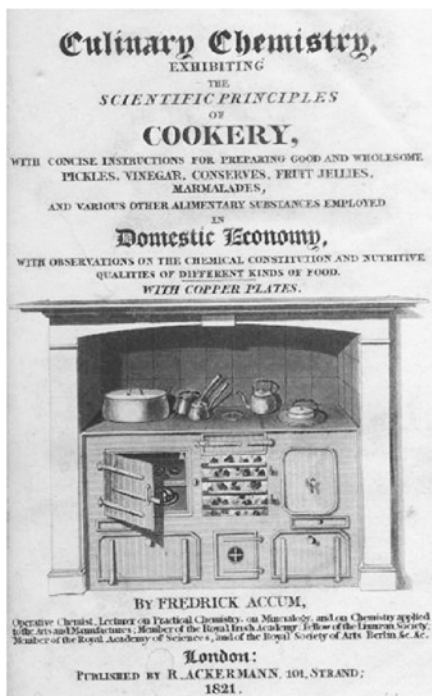 Culinary Chemistry,
EXHIBITING
THE
SCIENTIFIC PRINCIPLES
OF
COOKERY,
WITH CONCISE INSTRUCTIONS FOR PREPARING GOOD AND WHOLESOME
PICKLES, VINEGAR, CONSERVES, FRUIT JELLIES,
MARMALADES,
AND VARIOUS OTHER ALIMENTARY SUBSTANCES EMPLOYED
IN
Domestic Economy,
WITH OBSERVATIONS ON THE CHEMICAL CONSTITUTION AND NUTRITIVE
QUALITIES OF DIFFERENT KINDS OF FOOD.
WITH COPPER PLATES.
BY FREDRICK ACCUM,
Operative Chemist, Lecturer on Practical Chemistry, on Mineralogy, and on Chemistry applied
to the Arts and Manufactures; Member of the Royal Irish Academy; Fellow of the Linnæan Society;
Member of the Royal Academy of Sciences, and of the Royal Society of Arts Berlin &c. &c.
London:
PUBLISHED BY R. ACKERMANN, 101, STRAND;
1821.